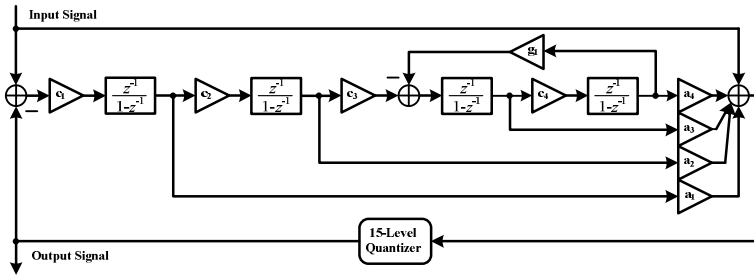 Input Signal
g₁
c₁
z⁻¹
1-z⁻¹
c₂
z⁻¹
1-z⁻¹
c₃
z⁻¹
1-z⁻¹
c₄
z⁻¹
1-z⁻¹
a₄
a₃
a₂
a₁
15-Level
Quantizer
Output Signal